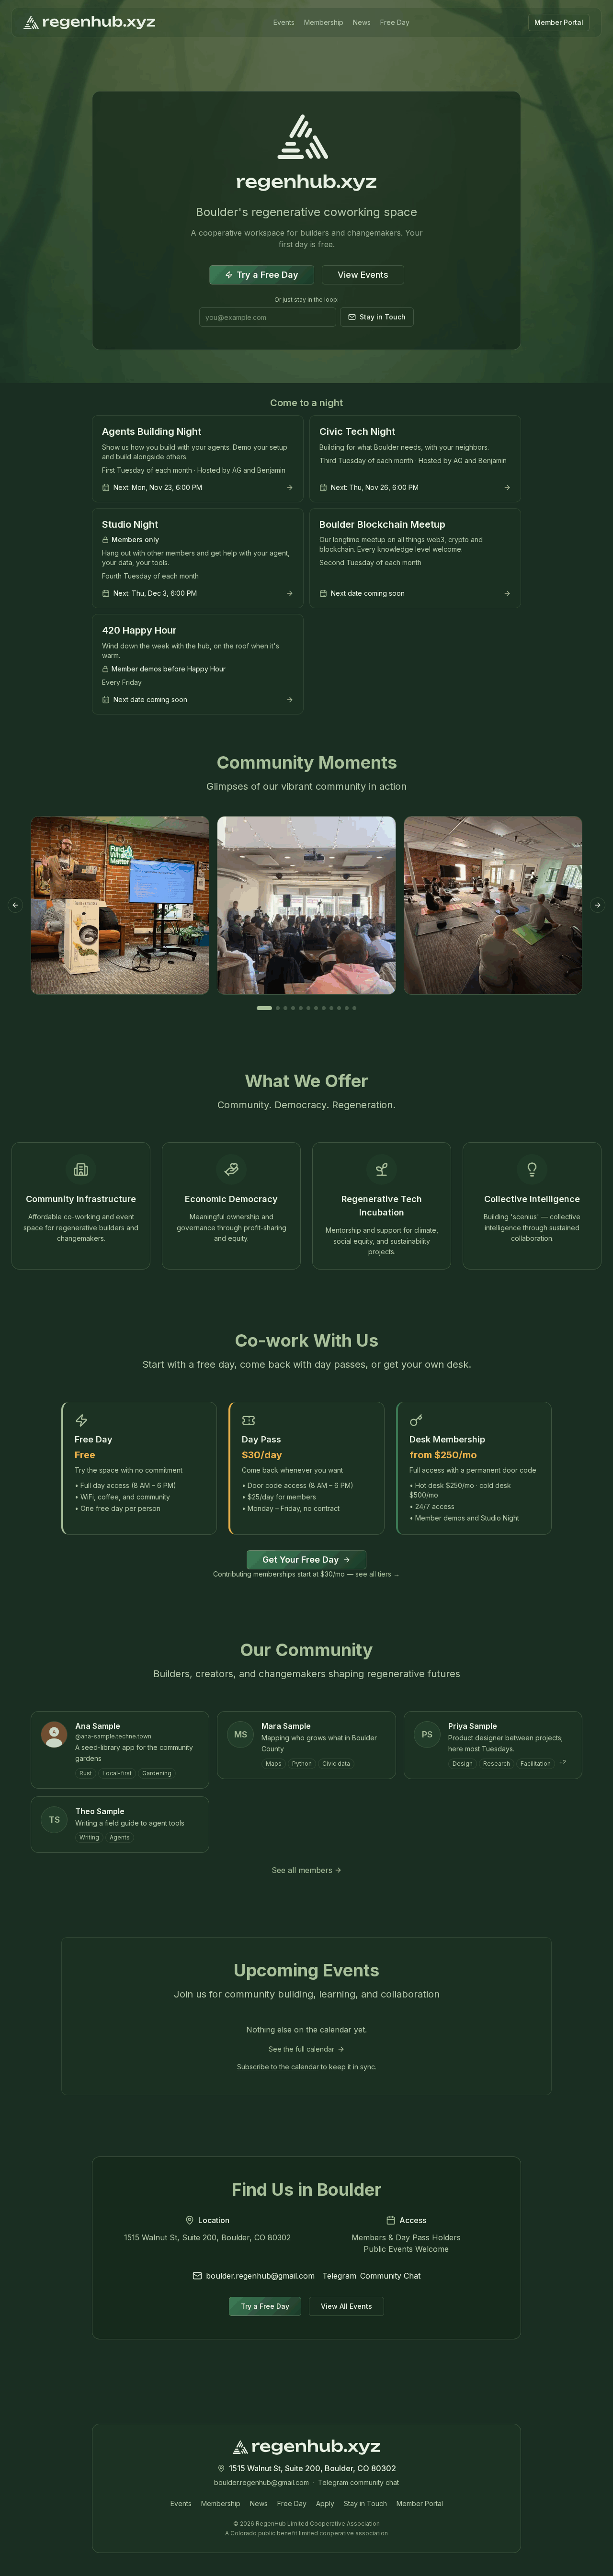 regenhub.xyz
Events Membership News Free Day
Member Portal
regenhub.xyz
Boulder's regenerative coworking space
A cooperative workspace for builders and changemakers. Your
first day is free.
Try a Free Day
View Events
Or just stay in the loop:
you@example.com
Stay in Touch
Come to a night
Agents Building Night
Show us how you build with your agents. Demo your setup
and build alongside others.
First Tuesday of each month · Hosted by AG and Benjamin
Next: Mon, Nov 23, 6:00 PM
Civic Tech Night
Building for what Boulder needs, with your neighbors.
Third Tuesday of each month · Hosted by AG and Benjamin
Next: Thu, Nov 26, 6:00 PM
Studio Night
Members only
Hang out with other members and get help with your agent,
your data, your tools.
Fourth Tuesday of each month
Next: Thu, Dec 3, 6:00 PM
Boulder Blockchain Meetup
Our longtime meetup on all things web3, crypto and
blockchain. Every knowledge level welcome.
Second Tuesday of each month
Next date coming soon
420 Happy Hour
Wind down the week with the hub, on the roof when it's
warm.
Member demos before Happy Hour
Every Friday
Next date coming soon
Community Moments
Glimpses of our vibrant community in action
What We Offer
Community. Democracy. Regeneration.
Community Infrastructure
Affordable co-working and event
space for regenerative builders and
changemakers.
Economic Democracy
Meaningful ownership and
governance through profit-sharing
and equity.
Regenerative Tech
Incubation
Mentorship and support for climate,
social equity, and sustainability
projects.
Collective Intelligence
Building 'scenius' — collective
intelligence through sustained
collaboration.
Co-work With Us
Start with a free day, come back with day passes, or get your own desk.
Free Day
Free
Try the space with no commitment
• Full day access (8 AM – 6 PM)
• WiFi, coffee, and community
• One free day per person
Day Pass
$30/day
Come back whenever you want
• Door code access (8 AM – 6 PM)
• $25/day for members
• Monday – Friday, no contract
Desk Membership
from $250/mo
Full access with a permanent door code
• Hot desk $250/mo · cold desk
$500/mo
• 24/7 access
• Member demos and Studio Night
Get Your Free Day →
Contributing memberships start at $30/mo — see all tiers →
Our Community
Builders, creators, and changemakers shaping regenerative futures
Ana Sample
@ana-sample.techne.town
A seed-library app for the community
gardens
Rust Local-first Gardening
MS
Mara Sample
Mapping who grows what in Boulder
County
Maps Python Civic data
PS
Priya Sample
Product designer between projects;
here most Tuesdays.
Design Research Facilitation +2
TS
Theo Sample
Writing a field guide to agent tools
Writing Agents
See all members →
Upcoming Events
Join us for community building, learning, and collaboration
Nothing else on the calendar yet.
See the full calendar →
Subscribe to the calendar to keep it in sync.
Find Us in Boulder
Location
1515 Walnut St, Suite 200, Boulder, CO 80302
Access
Members & Day Pass Holders
Public Events Welcome
boulder.regenhub@gmail.com Telegram Community Chat
Try a Free Day
View All Events
regenhub.xyz
1515 Walnut St, Suite 200, Boulder, CO 80302
boulder.regenhub@gmail.com Telegram community chat
Events Membership News Free Day Apply Stay in Touch Member Portal
© 2026 RegenHub Limited Cooperative Association
A Colorado public benefit limited cooperative association